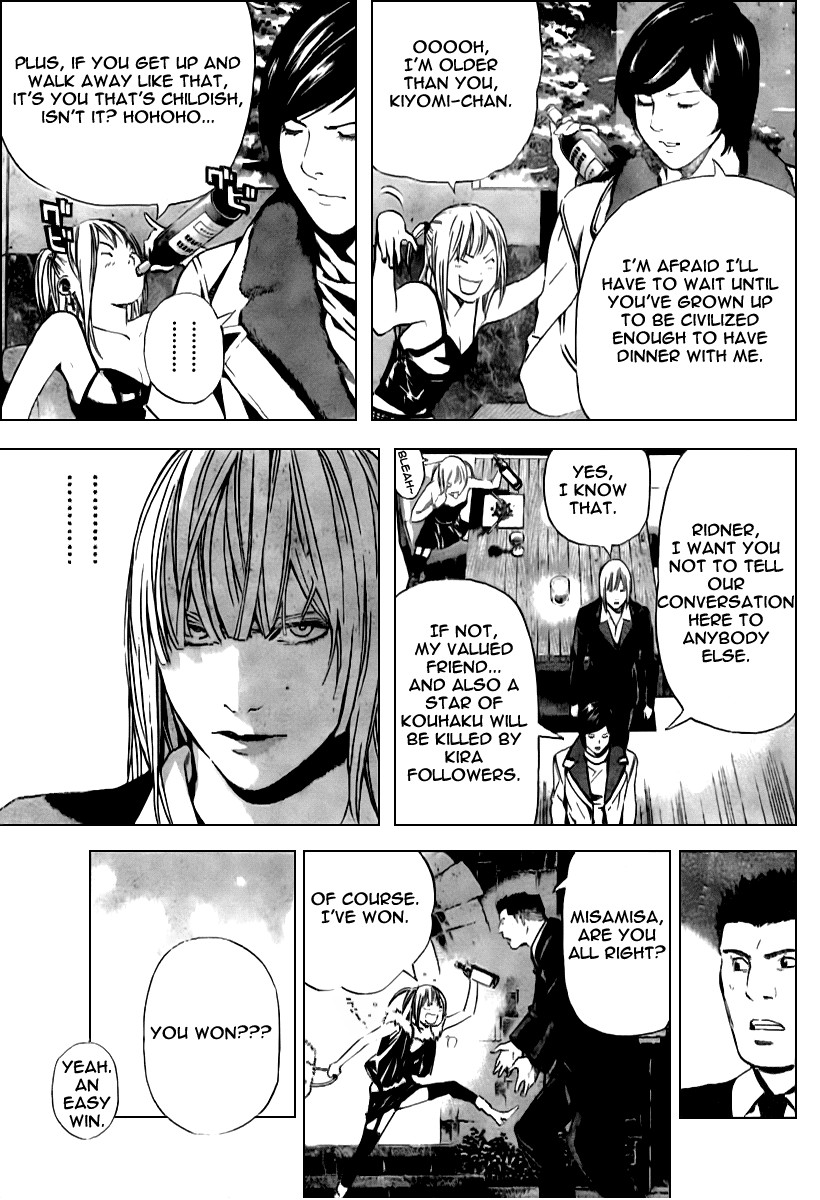 OOOOH,
I'M OLDER
THAN YOU,
KIYOMI-CHAN.
I'M AFRAID I'LL
HAVE TO WAIT UNTIL
YOU'VE GROWN UP
TO BE CIVILIZED
ENOUGH TO HAVE
DINNER WITH ME.
PLUS, IF YOU GET UP AND
WALK AWAY LIKE THAT,
IT'S YOU THAT'S CHILDISH,
ISN'T IT? HOHOHO...
グビ
グビ
RIDNER,
I WANT YOU
NOT TO TELL
OUR
CONVERSATION
HERE TO
ANYBODY
ELSE.
YES,
I KNOW
THAT.
BLEAH~
IF NOT,
MY VALUED
FRIEND...
AND ALSO A
STAR OF
KOUHAKU WILL
BE KILLED BY
KIRA
FOLLOWERS.
MISAMISA,
ARE YOU
ALL RIGHT?
OF COURSE.
I'VE WON.
YOU WON???
YEAH.
AN
EASY
WIN.